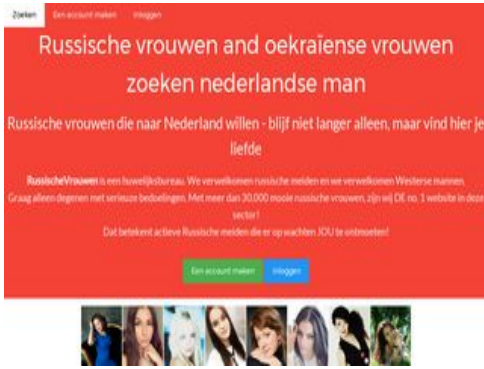 Zoeken Een account maken Inloggen
Russische vrouwen and oekraïense vrouwen
zoeken nederlandse man
Russische vrouwen die naar Nederland willen - blijf niet langer alleen, maar vind hier je
liefde
RussischeVrouwen is een huwelijksbureau. We verwelkomen russische meiden en we verwelkomen Westerse mannen.
Graag alleen degenen met serieuze bedoelingen. Met meer dan 30.000 mooie russische vrouwen, zijn wij DE no. 1 website in deze
sector!
Dat betekent actieve Russische meiden die er op wachten JOU te ontmoeten!
Een account maken Inloggen